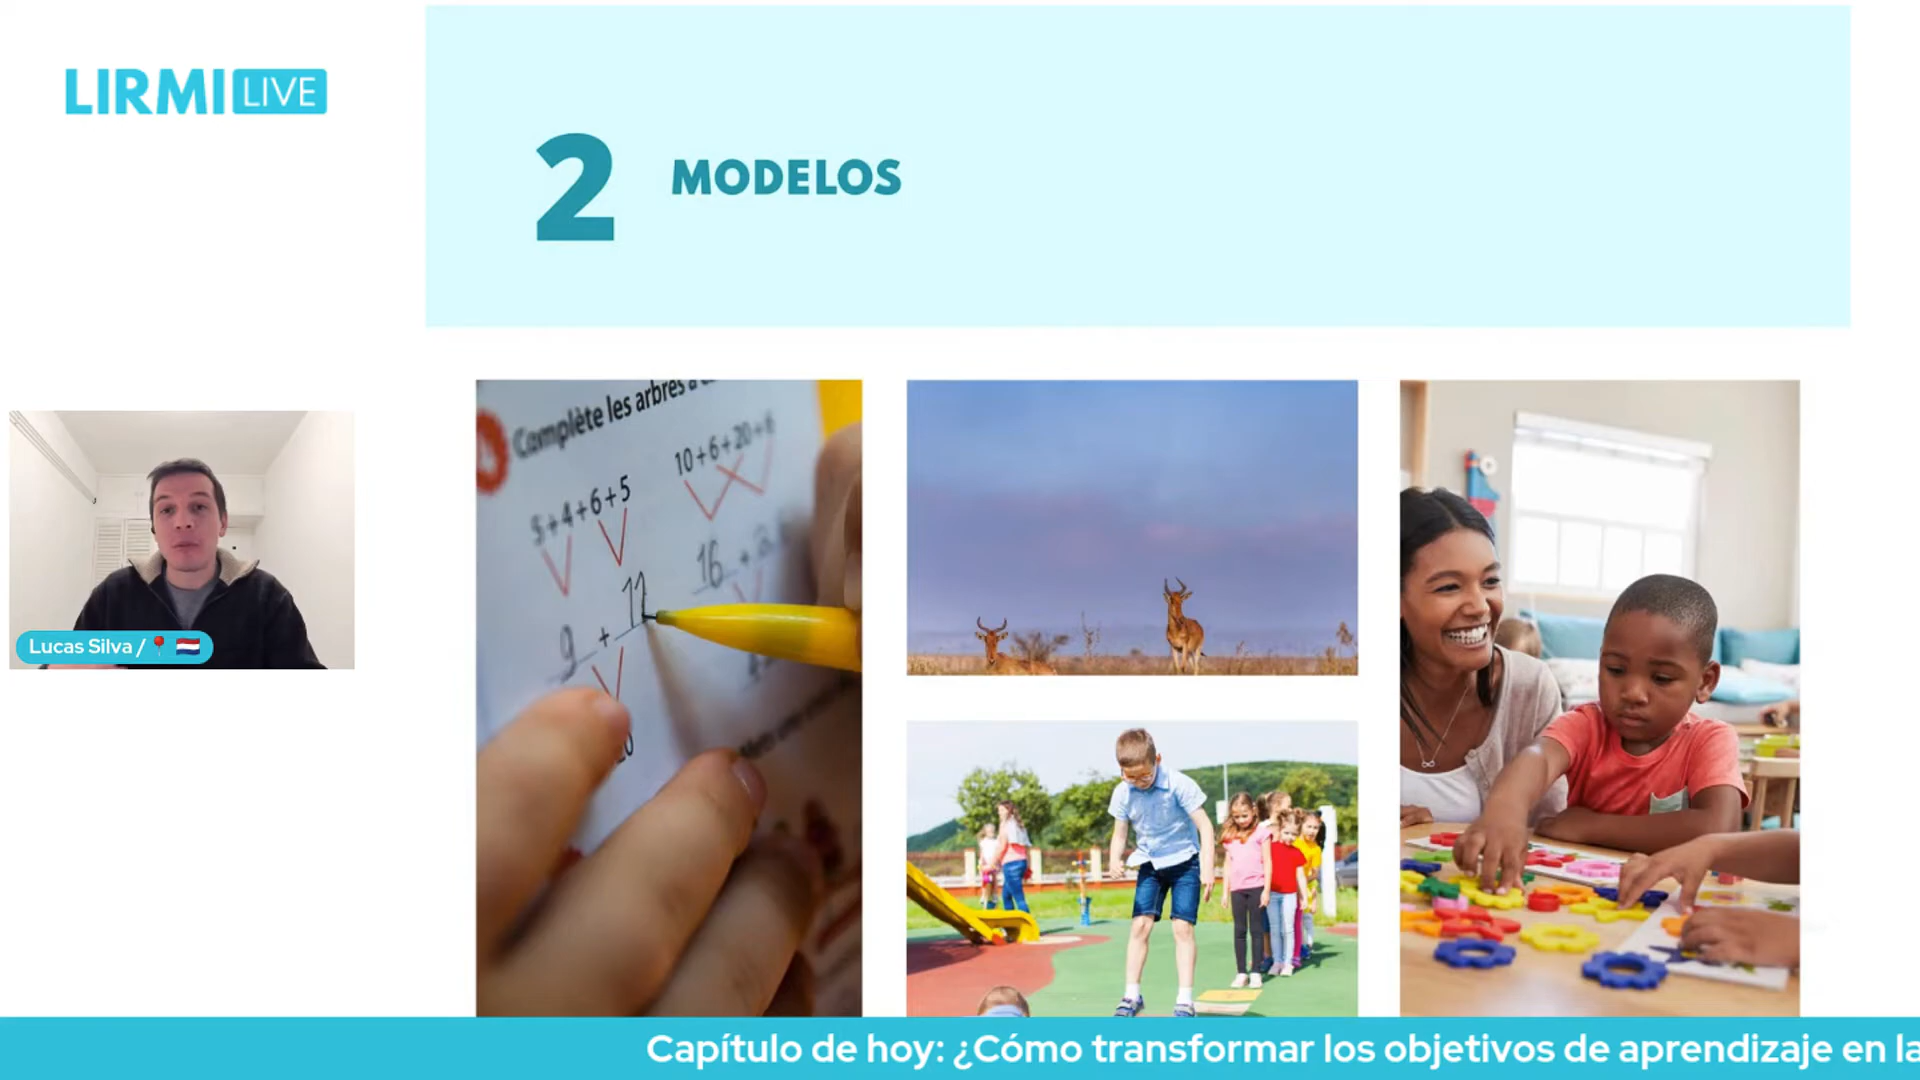 LIRMI LIVE
2 MODELOS
Complète les arbres
5+4+6+5
10+6+20+6
16 +
9 + 11
Lucas Silva /
Capítulo de hoy: ¿Cómo transformar los objetivos de aprendizaje en la